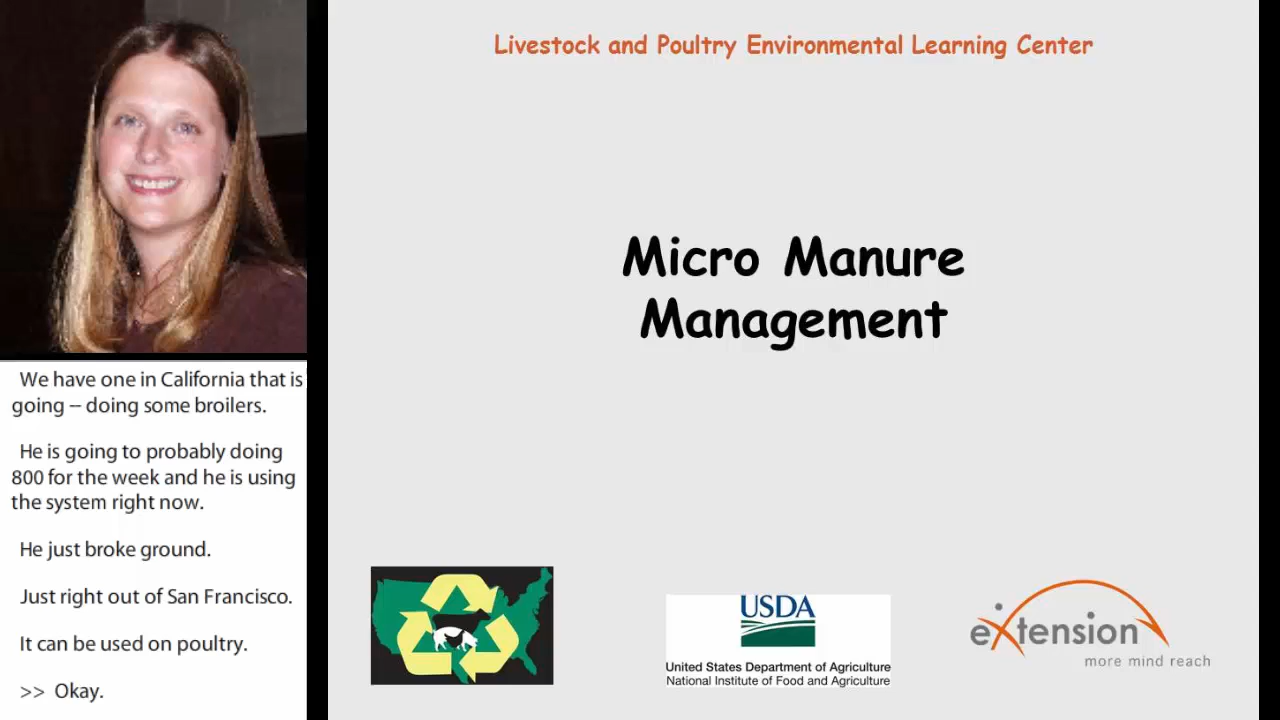 Livestock and Poultry Environmental Learning Center
Micro Manure
Management
We have one in California that is
going -- doing some broilers.
He is going to probably doing
800 for the week and he is using
the system right now.
He just broke ground.
Just right out of San Francisco.
It can be used on poultry.
>> Okay.
USDA
United States Department of Agriculture
National Institute of Food and Agriculture
eXtension
more mind reach